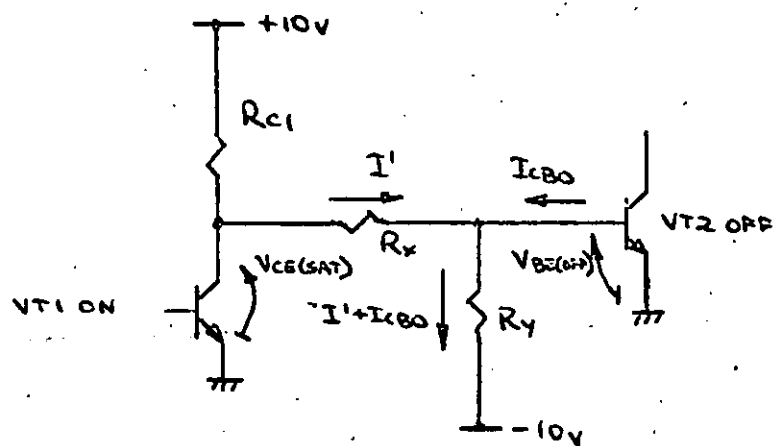 +10V
RC1
I'
ICBO
RX
VT2 OFF
VCE(SAT)
VBE(OFF)
VT1 ON
I'+ICBO
RY
-10V